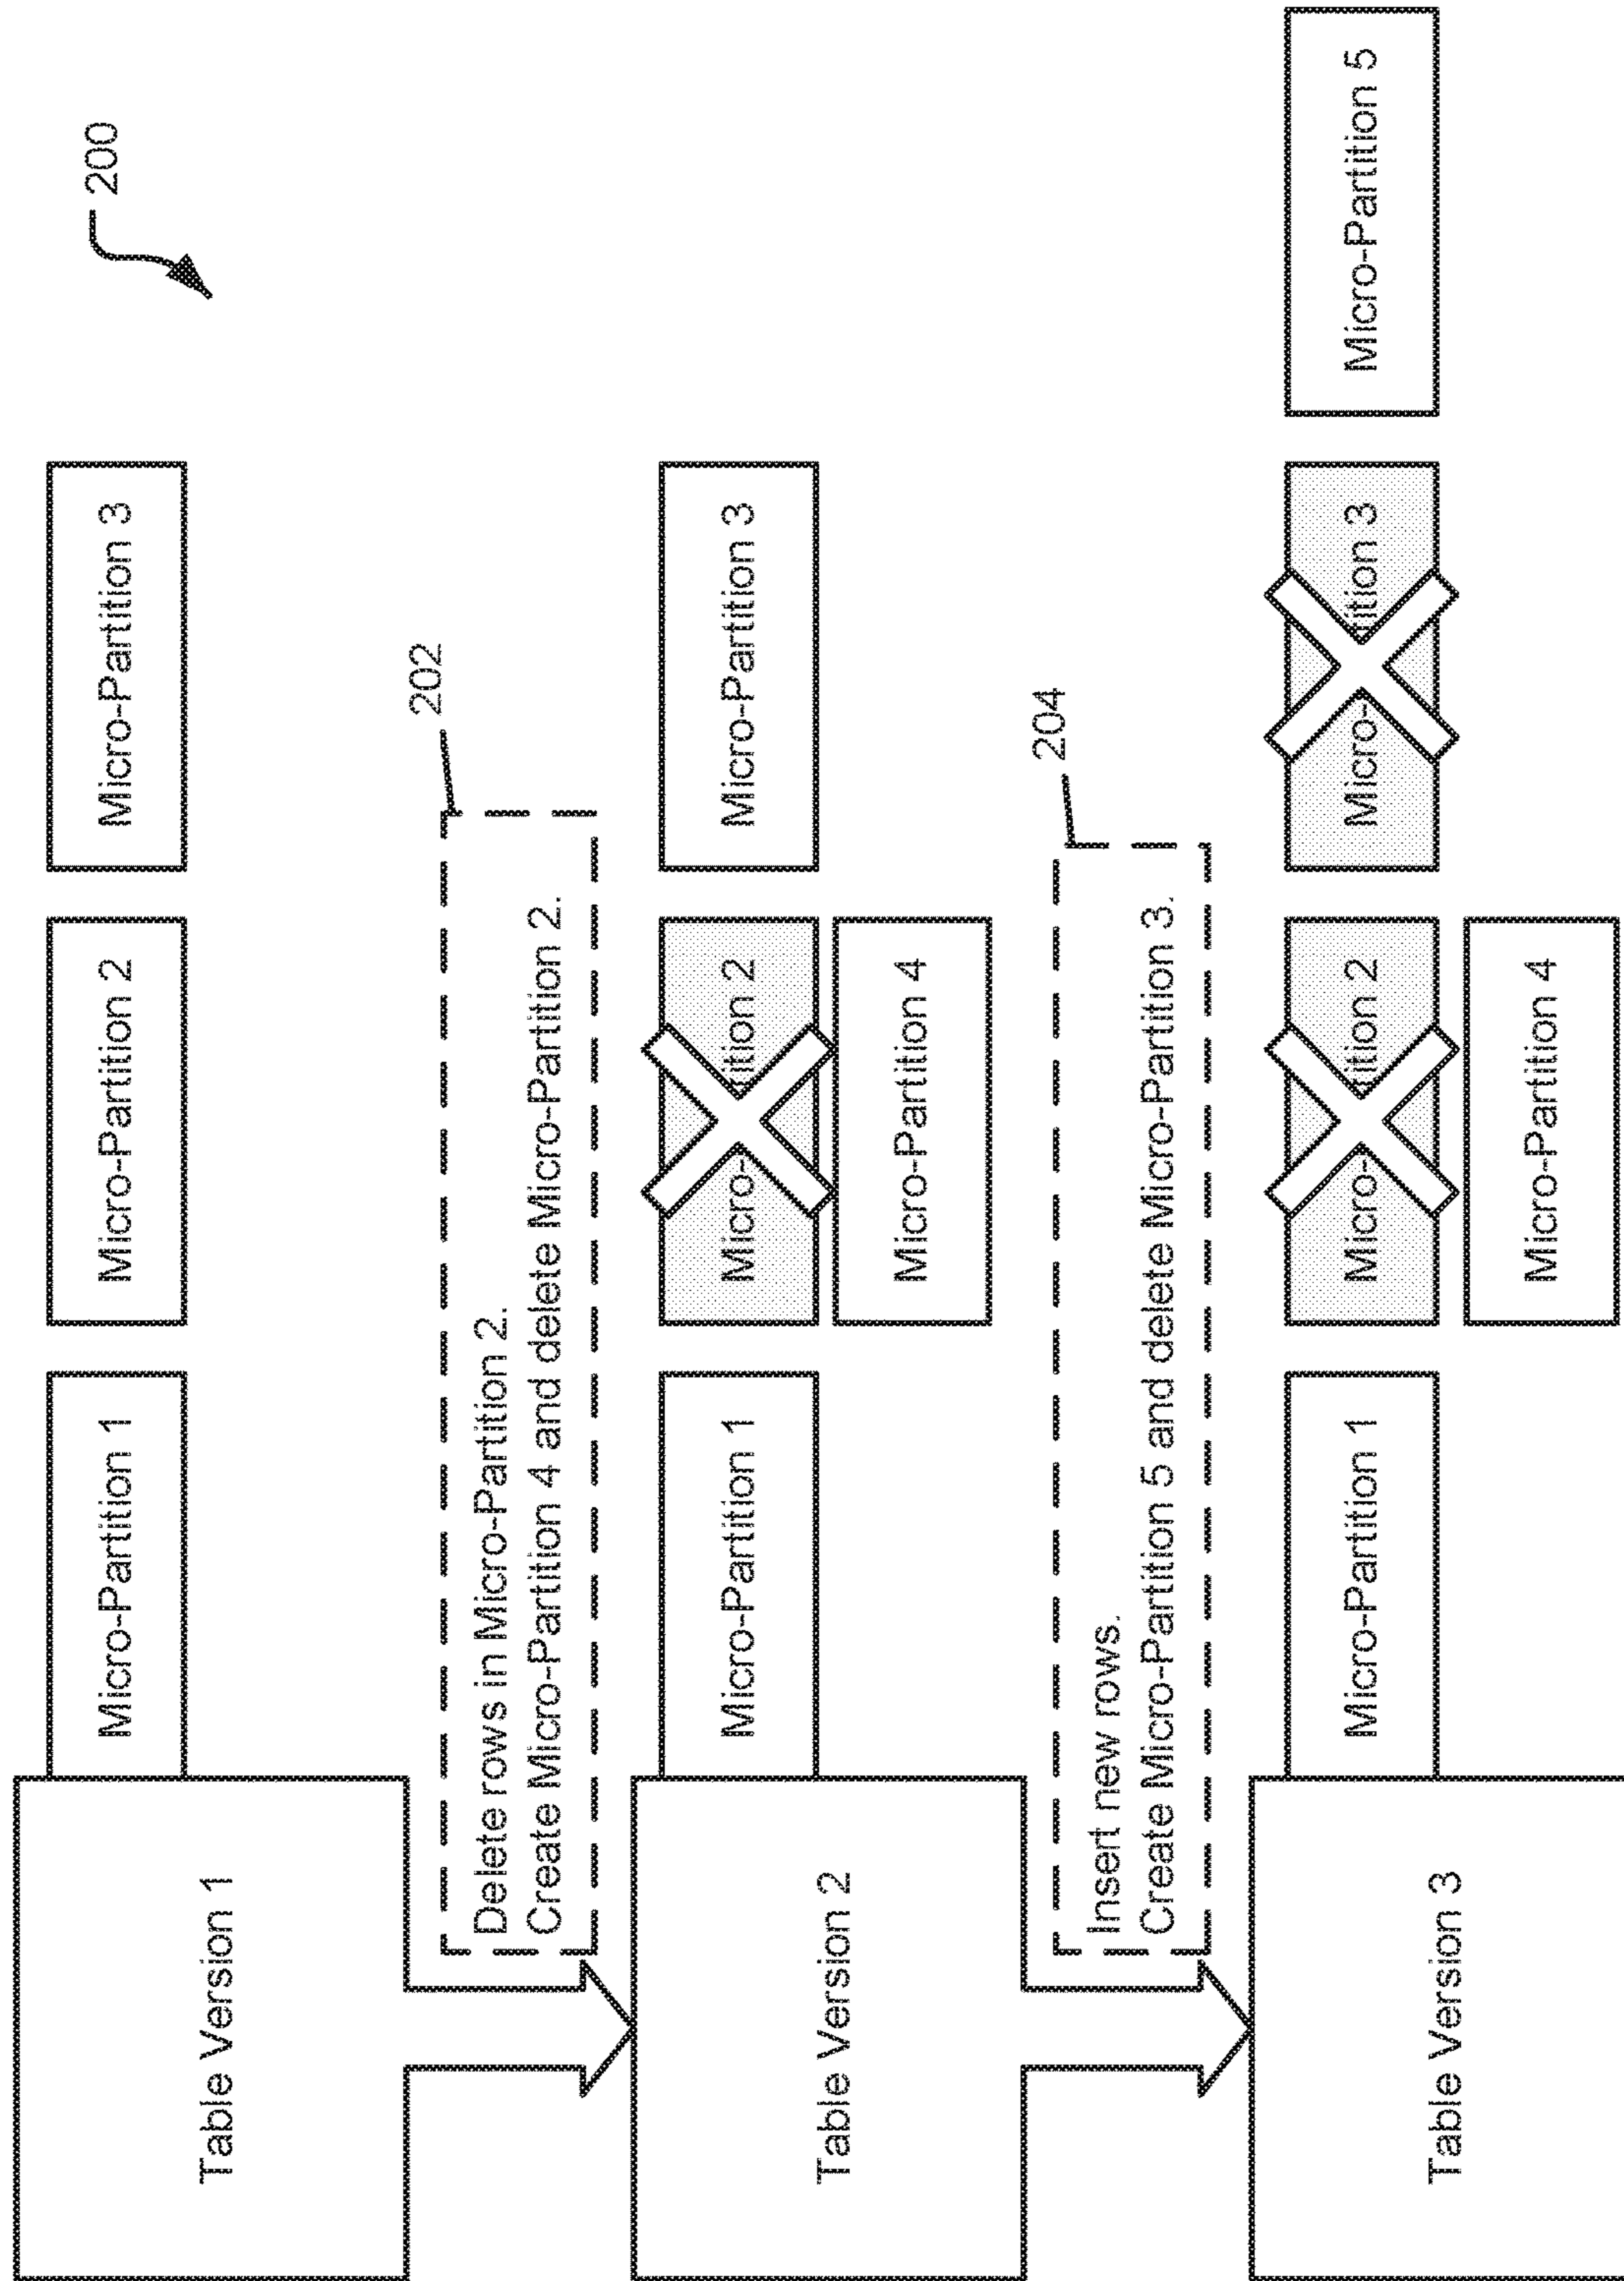 200
Table Version 1
Micro-Partition 1
Micro-Partition 2
Micro-Partition 3
202
Delete rows in Micro-Partition 2.
Create Micro-Partition 4 and delete Micro-Partition 2.
Table Version 2
Micro-Partition 1
Micro- ition 2
Micro-Partition 3
Micro-Partition 4
204
Insert new rows.
Create Micro-Partition 5 and delete Micro-Partition 3.
Table Version 3
Micro-Partition 1
Micro- ition 2
Micro- ition 3
Micro-Partition 5
Micro-Partition 4